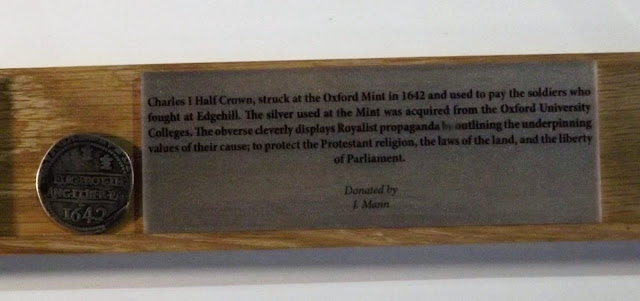 Charles I Half Crown, struck at the Oxford Mint in 1642 and used to pay the soldiers who
fought at Edgehill. The silver used at the Mint was acquired from the Oxford University
Colleges. The obverse cleverly displays Royalist propaganda by outlining the underpinning
values of their cause; to protect the Protestant religion, the laws of the land, and the liberty
of Parliament.
Donated by
J. Mann
1642